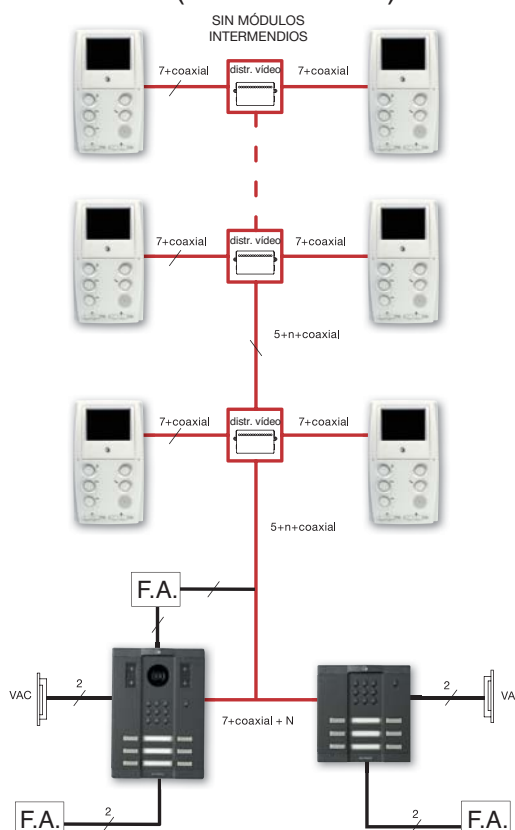 SIN MÓDULOS
INTERMENDIOS
7+coaxial
distr. vídeo
7+coaxial
7+coaxial
distr. vídeo
7+coaxial
5+n+coaxial
7+coaxial
distr. vídeo
7+coaxial
5+n+coaxial
F.A.
VAC
2
2
VA
7+coaxial + N
F.A.
2
2
F.A.